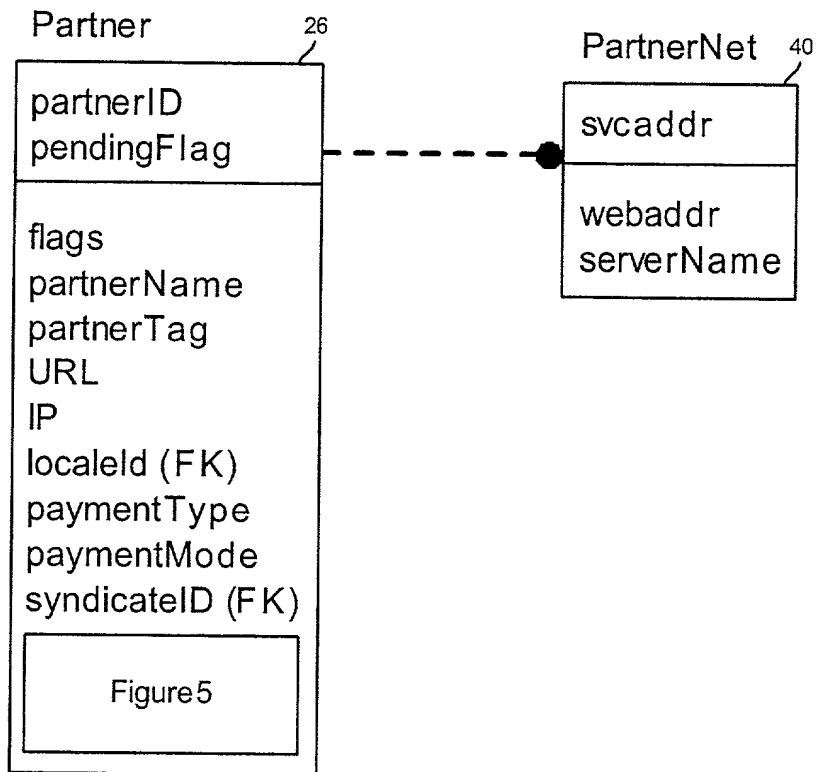 Partner
26
partnerID
pendingFlag
flags
partnerName
partnerTag
URL
IP
localeId (FK)
paymentType
paymentMode
syndicateID (FK)
Figure5
PartnerNet
40
svcaddr
webaddr
serverName